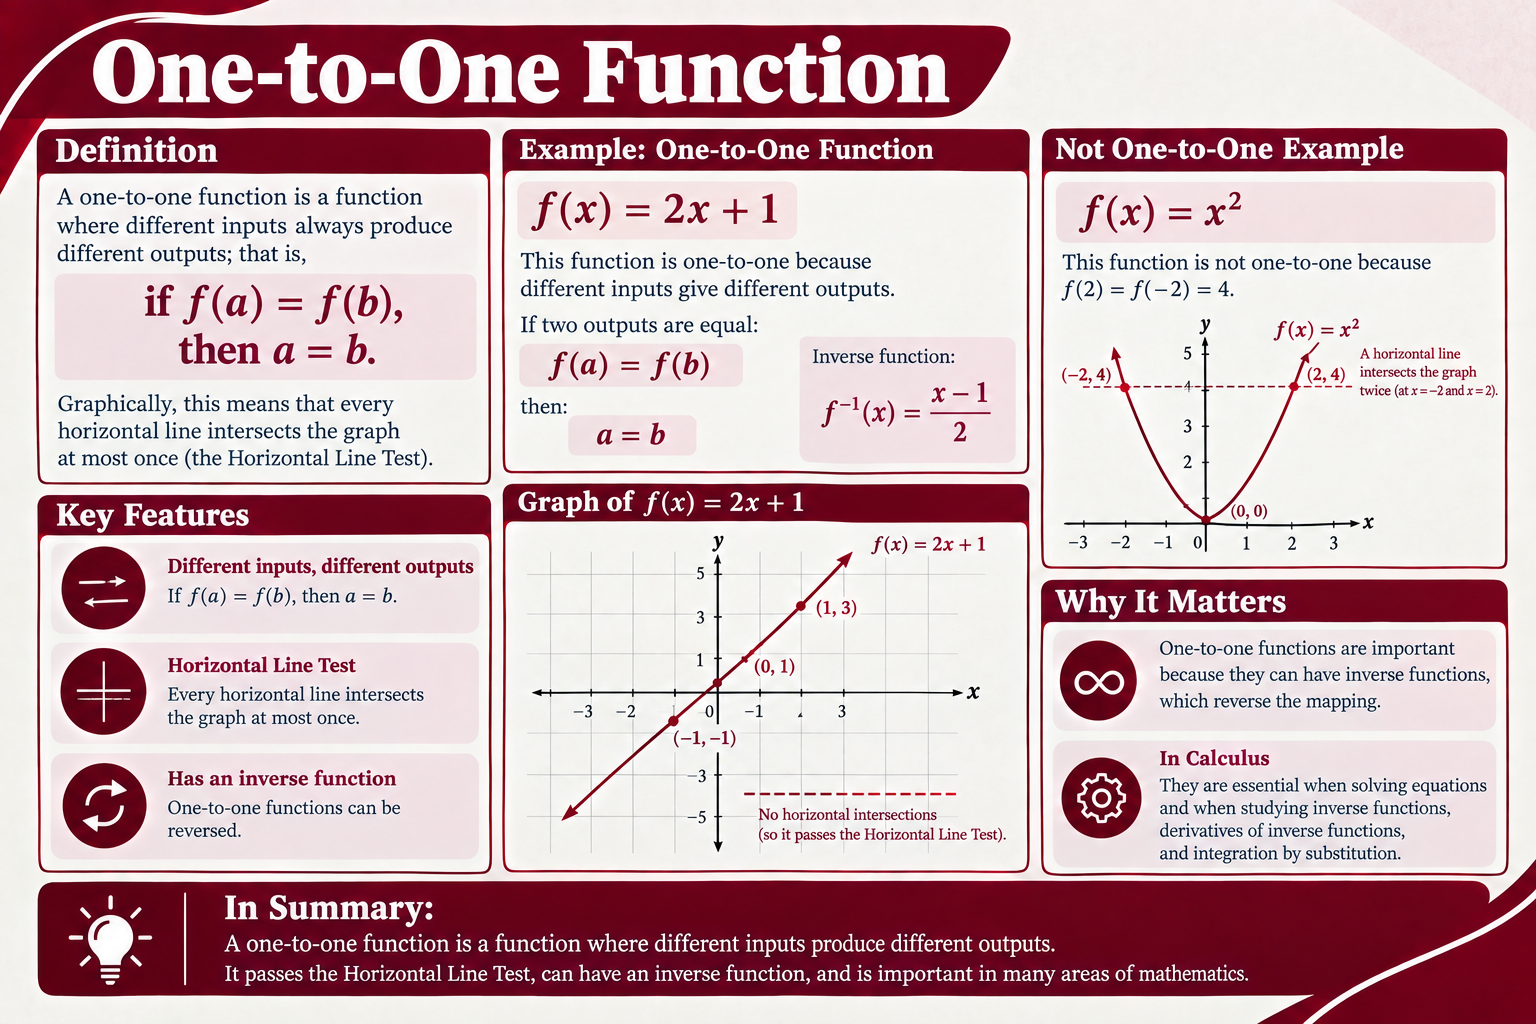 One-to-One Function
Definition
A one-to-one function is a function
where different inputs always produce
different outputs; that is,
if f(a) = f(b),
then a = b.
Graphically, this means that every
horizontal line intersects the graph
at most once (the Horizontal Line Test).
Key Features
Different inputs, different outputs
If f(a) = f(b), then a = b.
Horizontal Line Test
Every horizontal line intersects
the graph at most once.
Has an inverse function
One-to-one functions can be
reversed.
Example: One-to-One Function
f(x) = 2x + 1
This function is one-to-one because
different inputs give different outputs.
If two outputs are equal:
f(a) = f(b)
then:
a = b
Inverse function:
f⁻¹(x) = (x − 1)/2
Graph of f(x) = 2x + 1
y
f(x) = 2x + 1
5
3
(1, 3)
1
(0, 1)
x
−3 −2 0 −1 3
(−1, −1)
−3
−5
No horizontal intersections
(so it passes the Horizontal Line Test).
Not One-to-One Example
f(x) = x²
This function is not one-to-one because
f(2) = f(−2) = 4.
y
f(x) = x²
5
A horizontal line
intersects the graph
twice (at x = −2 and x = 2).
(−2, 4)
(2, 4)
4
3
2
(0, 0)
x
−3 −2 −1 0 1 2 3
Why It Matters
One-to-one functions are important
because they can have inverse functions,
which reverse the mapping.
In Calculus
They are essential when solving equations
and when studying inverse functions,
derivatives of inverse functions,
and integration by substitution.
In Summary:
A one-to-one function is a function where different inputs produce different outputs.
It passes the Horizontal Line Test, can have an inverse function, and is important in many areas of mathematics.